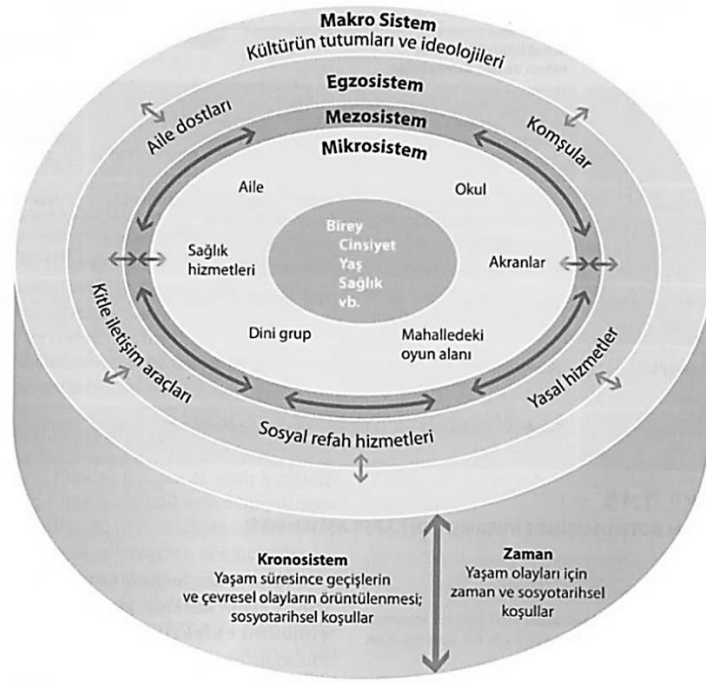 Makro Sistem
Kültürün tutumları ve ideolojileri
Egzosistem
Aile dostları
Mezosistem
Komşular
Mikrosistem
Aile
Okul
Birey
Cinsiyet
Yaş
Sağlık
vb.
Sağlık
hizmetleri
Akranlar
Dini grup
Mahalledeki
oyun alanı
Kitle iletişim araçları
Yasal hizmetler
Sosyal refah hizmetleri
Kronosistem
Yaşam süresince geçişlerin
ve çevresel olayların örüntülenmesi;
sosyotarihsel koşullar
Zaman
Yaşam olayları için
zaman ve sosyotarihsel
koşullar